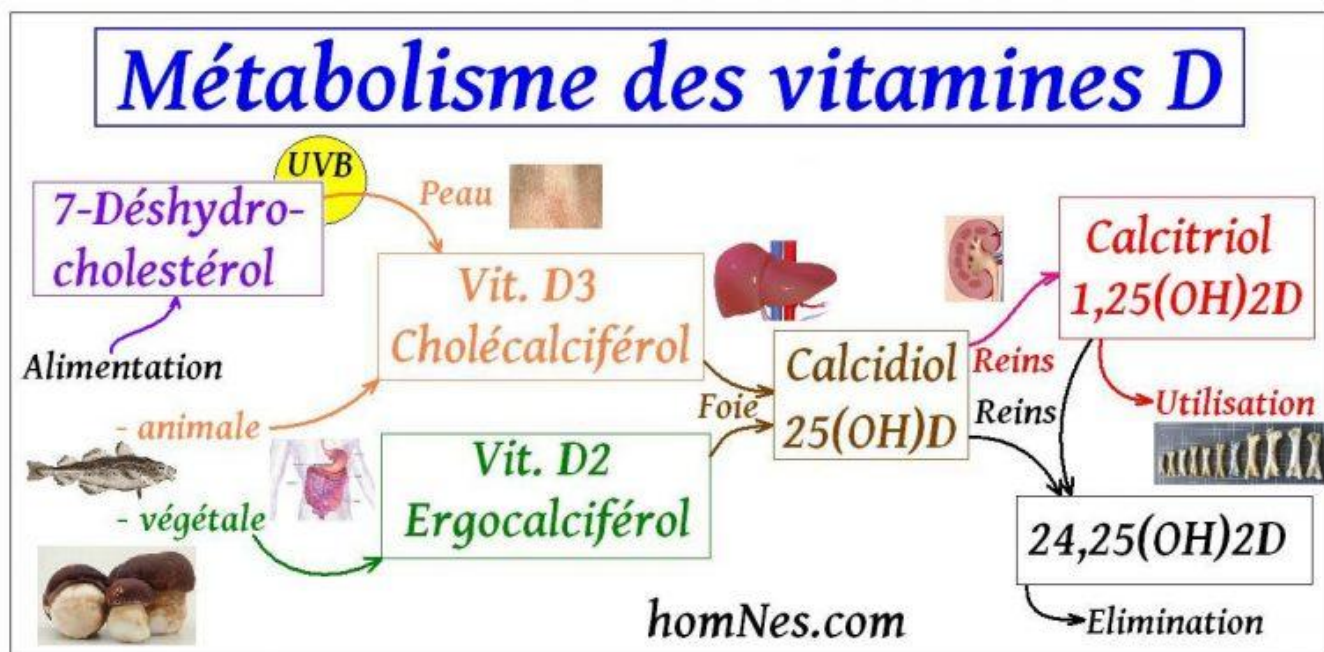 Métabolisme des vitamines D
UVB
7-Déshydro-
cholestérol
Peau
Vit. D3
Cholécalciférol
Alimentation
- animale
- végétale
Vit. D2
Ergocalciférol
Foie
Calcidiol
25(OH)D
Reins
Reins
Calcitriol
1,25(OH)2D
Utilisation
24,25(OH)2D
Elimination
homNes.com